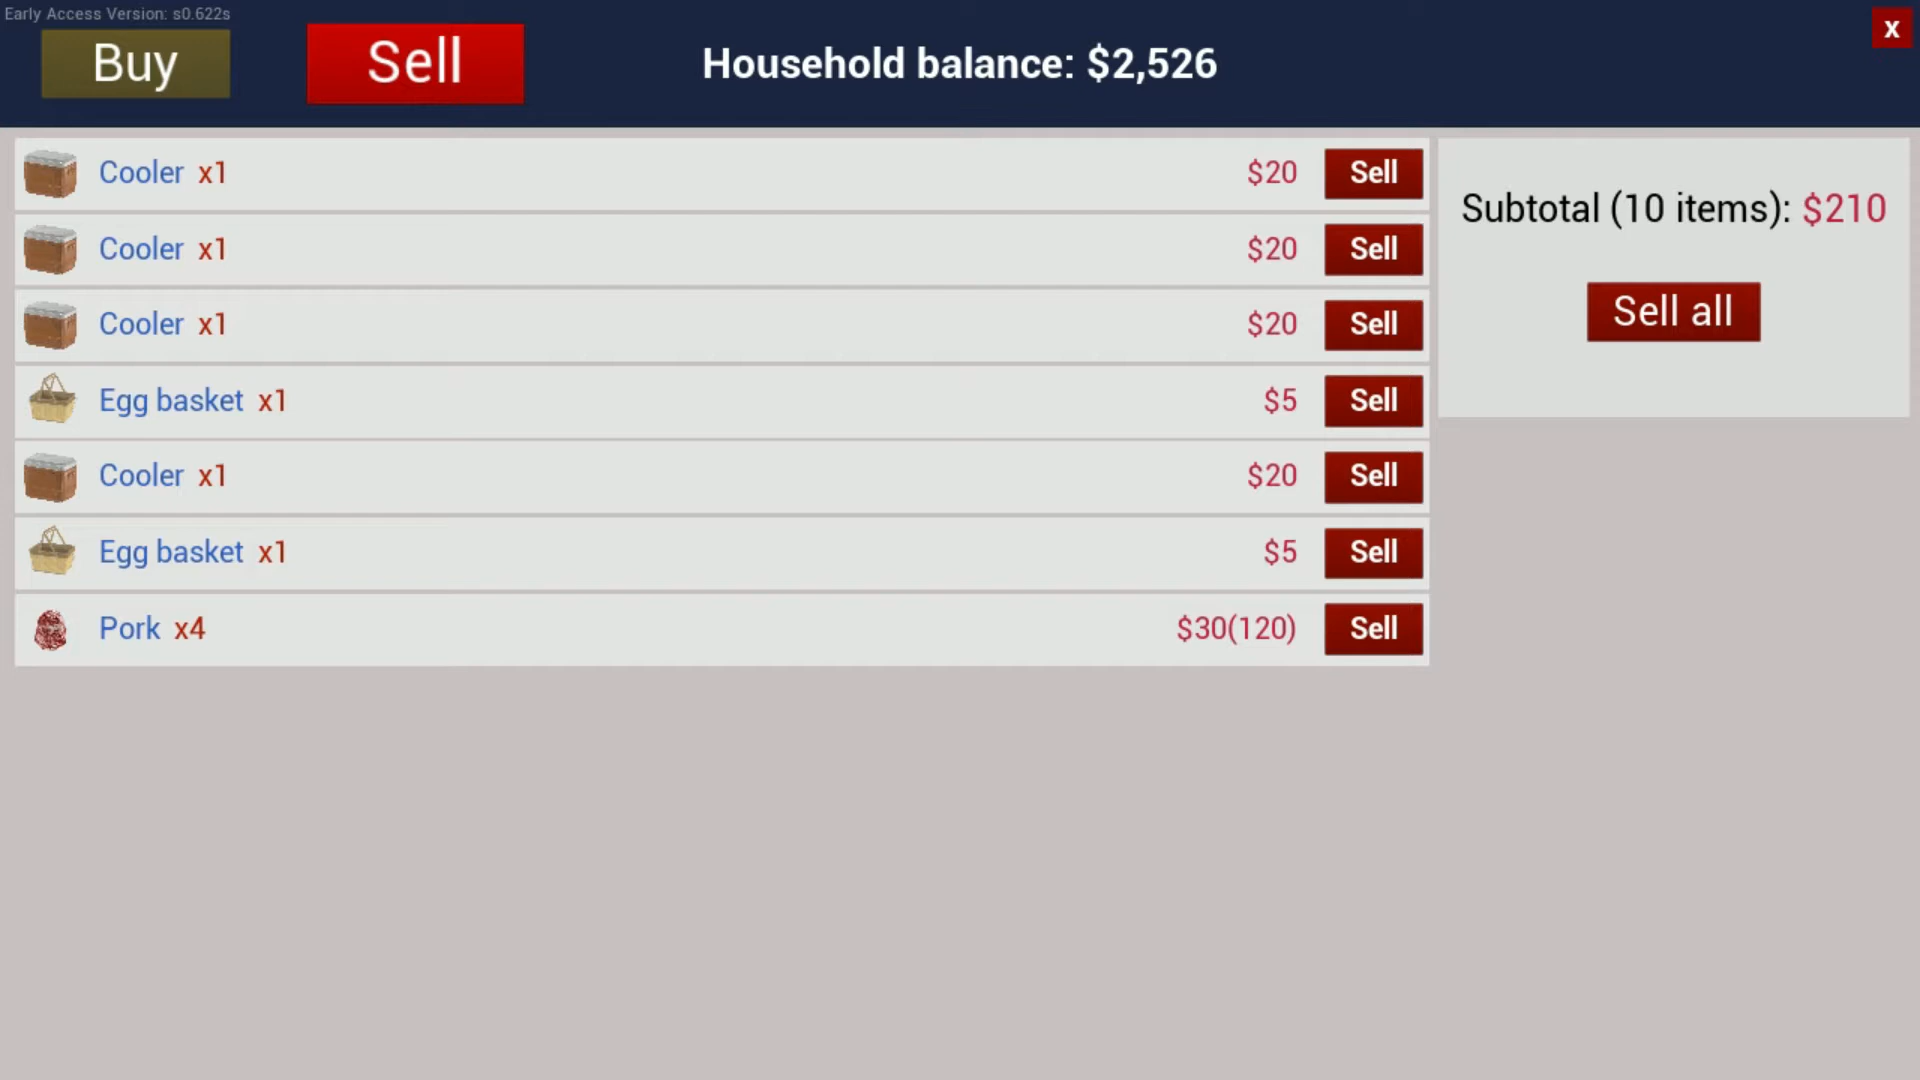 Early Access Version: s0.622s
Buy
Sell
Household balance: $2,526
x
Cooler x1 $20 Sell
Cooler x1 $20 Sell
Cooler x1 $20 Sell
Egg basket x1 $5 Sell
Cooler x1 $20 Sell
Egg basket x1 $5 Sell
Pork x4 $30(120) Sell
Subtotal (10 items): $210
Sell all